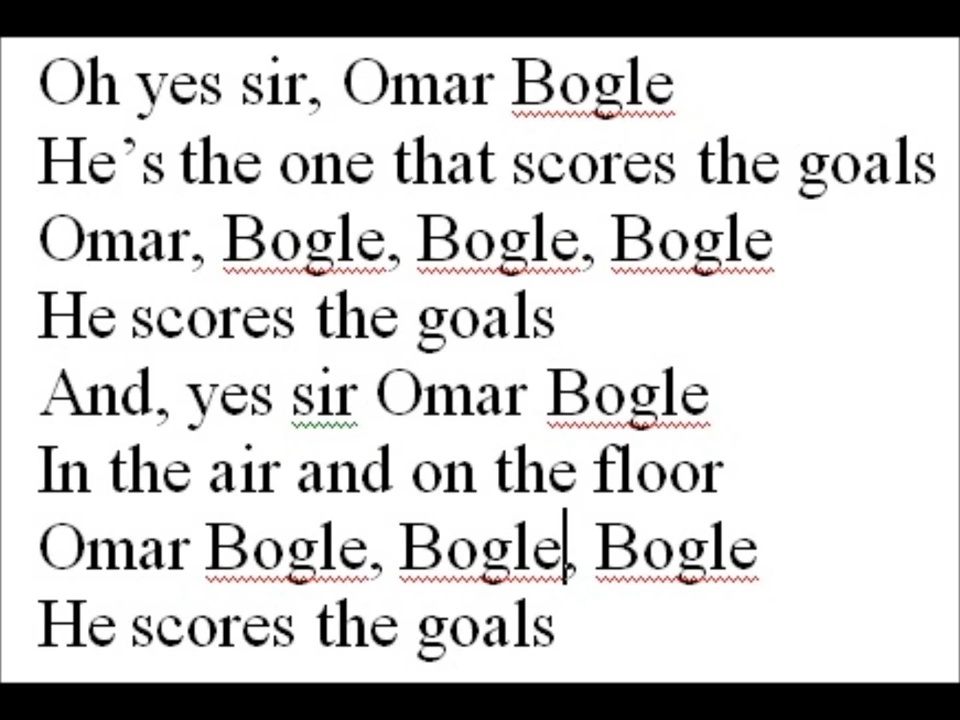 Oh yes sir, Omar Bogle
He’s the one that scores the goals
Omar, Bogle, Bogle, Bogle
He scores the goals
And, yes sir Omar Bogle
In the air and on the floor
Omar Bogle, Bogle, Bogle
He scores the goals